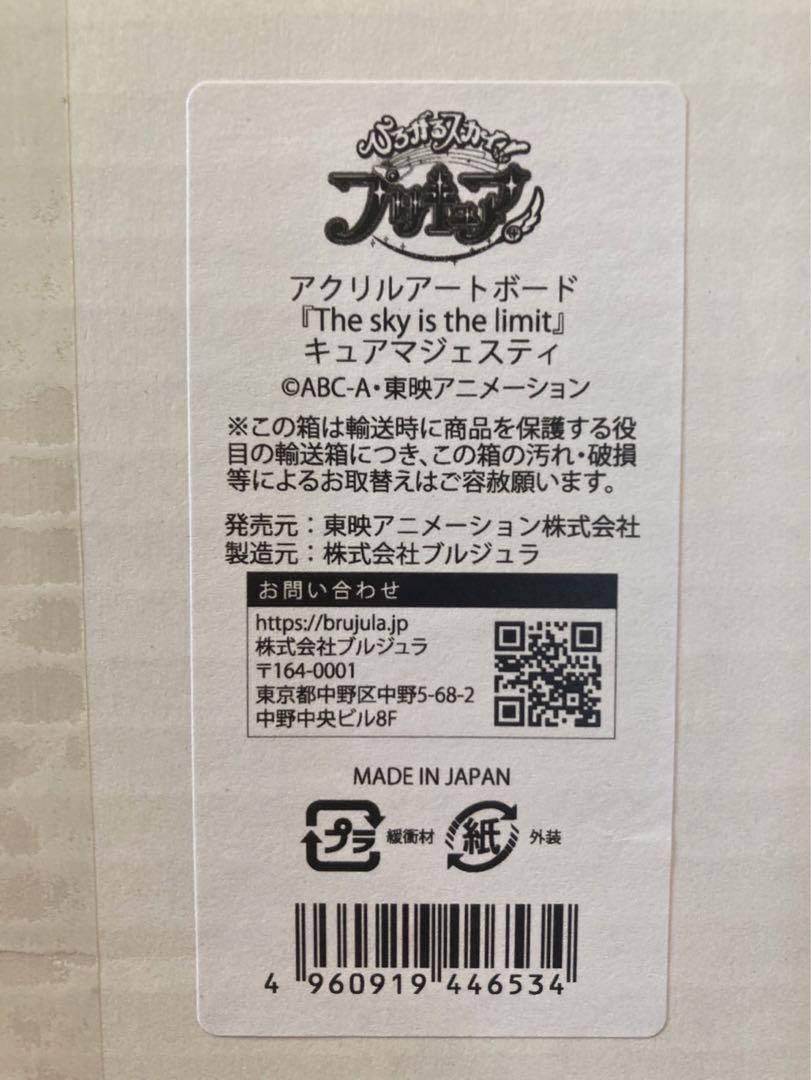 ひろがるスカイ!
プリキュア
アクリルアートボード
『The sky is the limit』
キュアマジェスティ
©ABC-A・東映アニメーション
※この箱は輸送時に商品を保護する役
目の輸送箱につき、この箱の汚れ・破損
等によるお取替えはご容赦願います。
発売元：東映アニメーション株式会社
製造元：株式会社ブルジュラ
お問い合わせ
https://brujula.jp
株式会社ブルジュラ
〒164-0001
東京都中野区中野5-68-2
中野中央ビル8F
MADE IN JAPAN
プラ 緩衝材 紙 外装
4 960919 446534